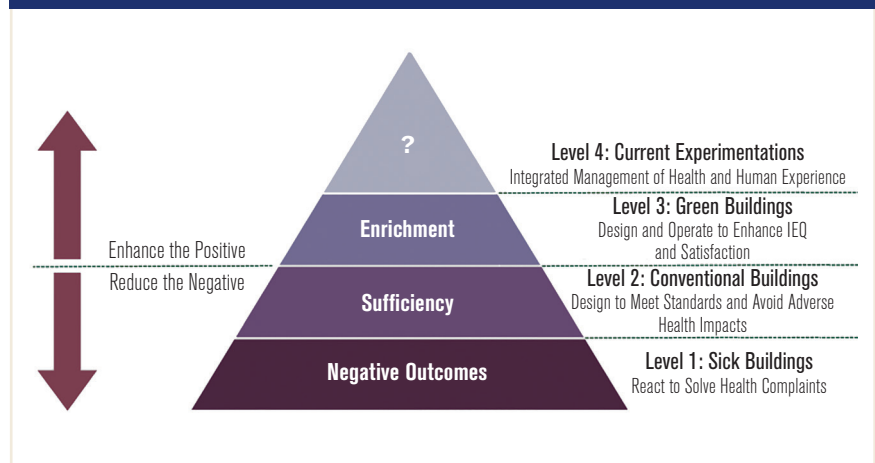 ?
Level 4: Current Experimentations
Integrated Management of Health and Human Experience
Enrichment
Level 3: Green Buildings
Design and Operate to Enhance IEQ
and Satisfaction
Enhance the Positive
Reduce the Negative
Sufficiency
Level 2: Conventional Buildings
Design to Meet Standards and Avoid Adverse
Health Impacts
Negative Outcomes
Level 1: Sick Buildings
React to Solve Health Complaints